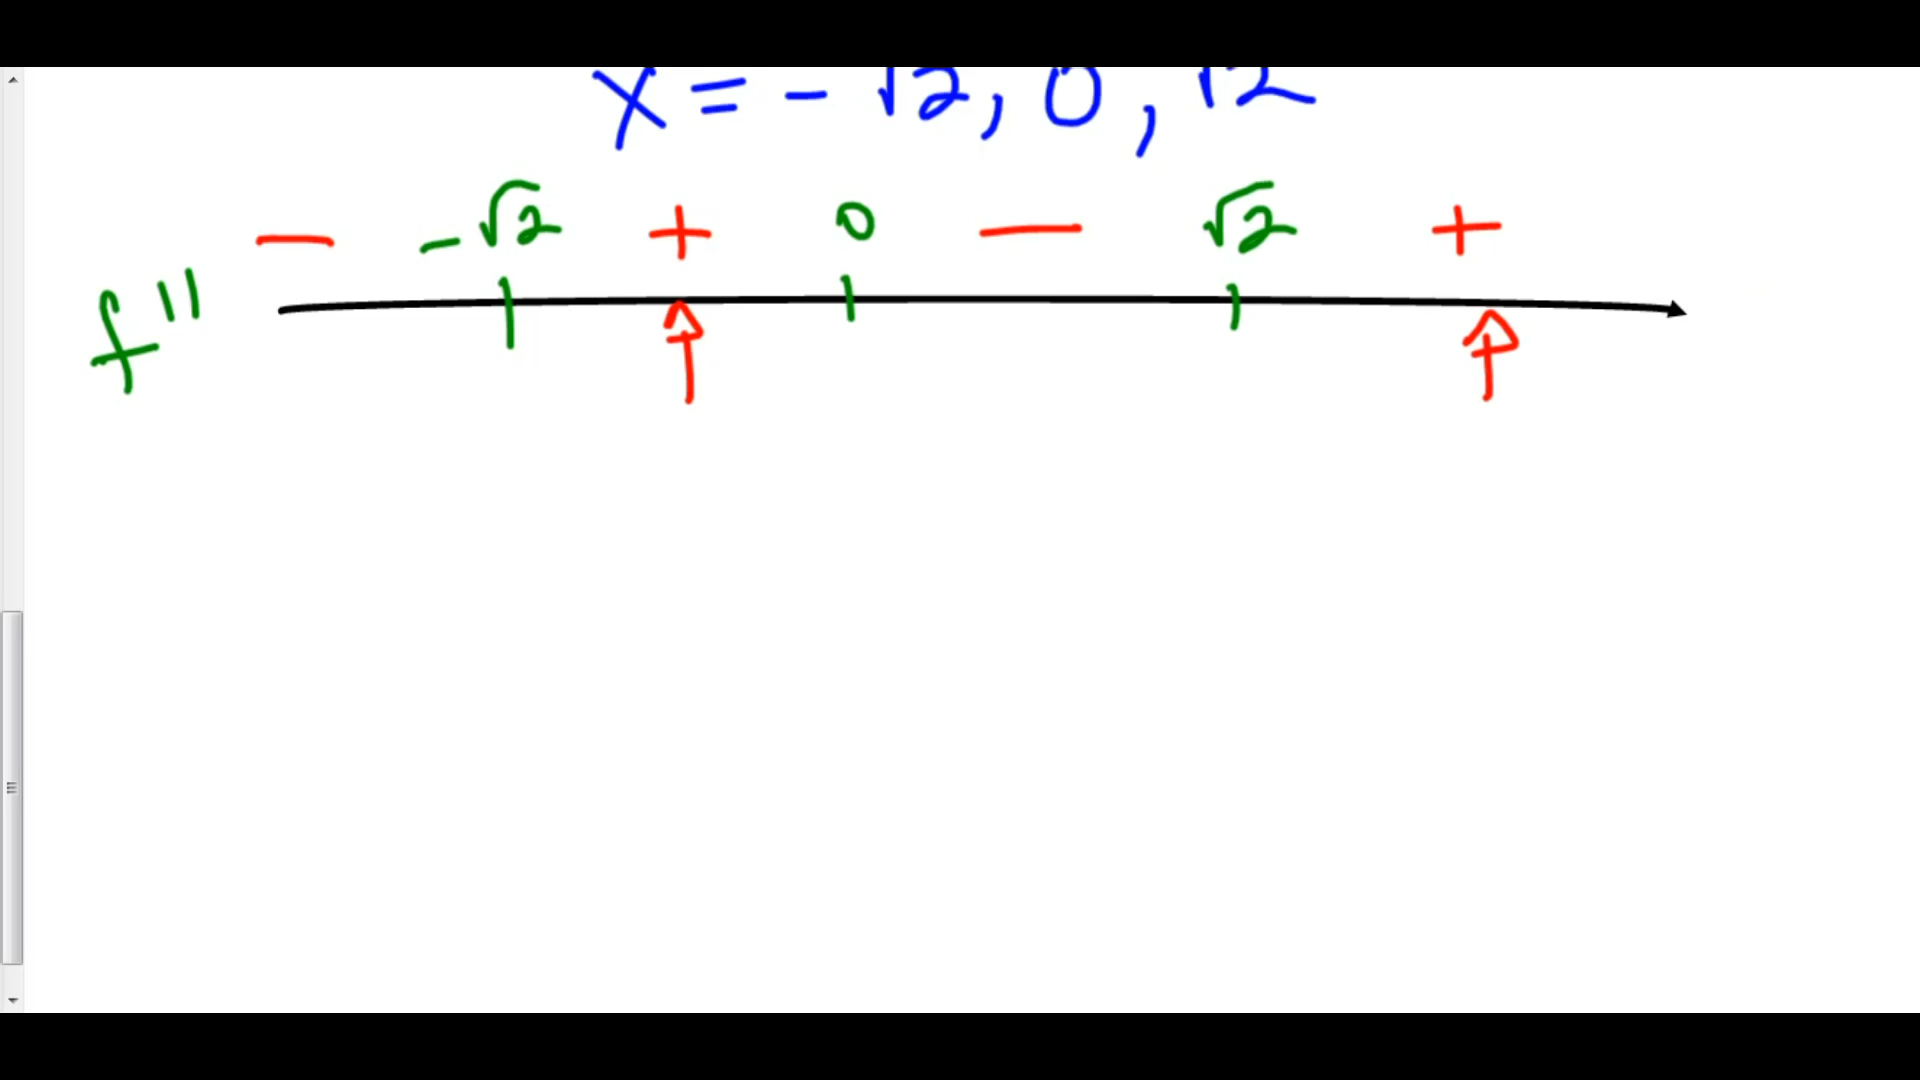 x = - √2, 0, √2
− -√2 + 0 − √2 +
f''